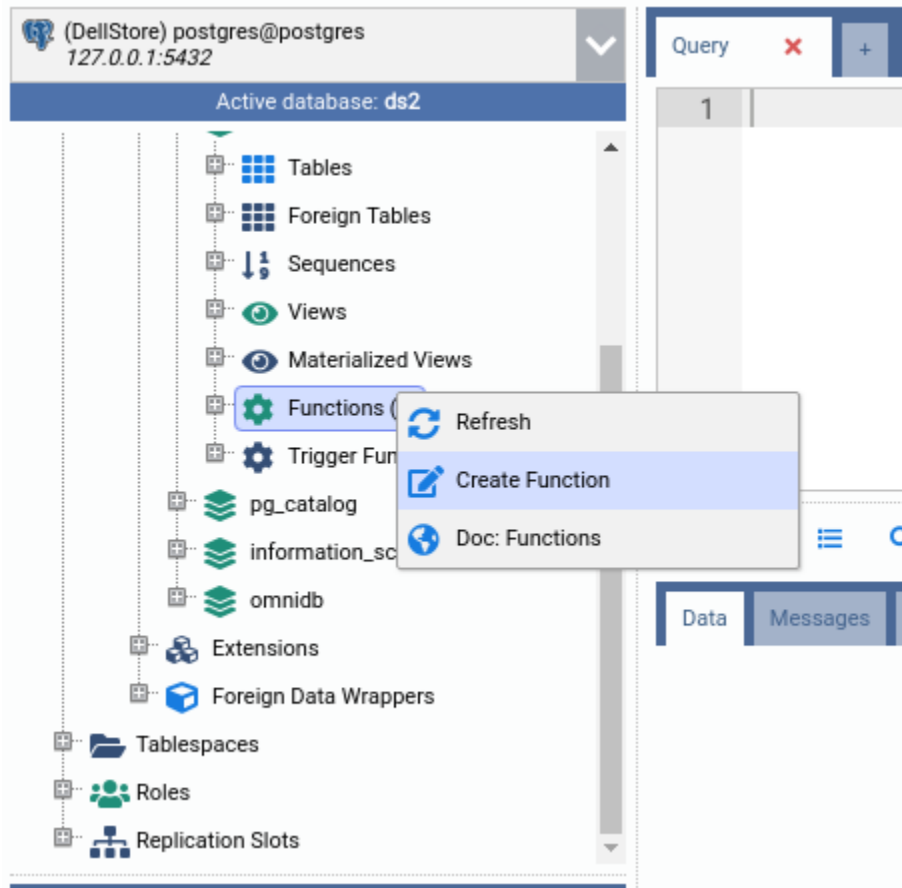 (DellStore) postgres@postgres
127.0.0.1:5432
Active database: ds2
Tables
Foreign Tables
Sequences
Views
Materialized Views
Functions (
Trigger Fun
pg_catalog
information_sc
omnidb
Extensions
Foreign Data Wrappers
Tablespaces
Roles
Replication Slots
Refresh
Create Function
Doc: Functions
Query
+
1
Data
Messages